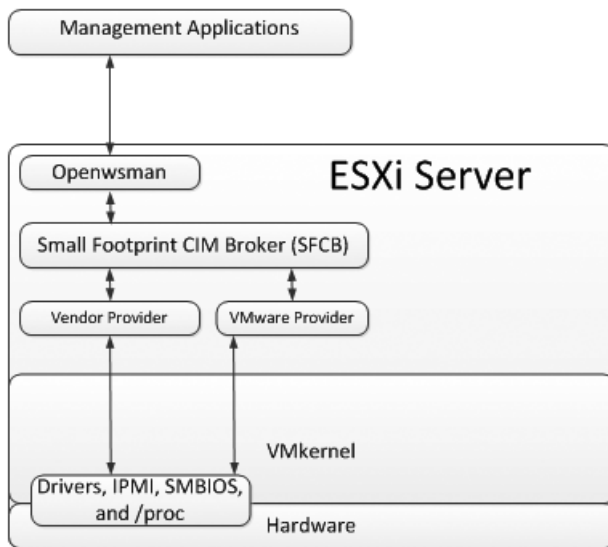 Management Applications
Openwsman
ESXi Server
Small Footprint CIM Broker (SFCB)
Vendor Provider
VMware Provider
VMkernel
Drivers, IPMI, SMBIOS,
and /proc
Hardware